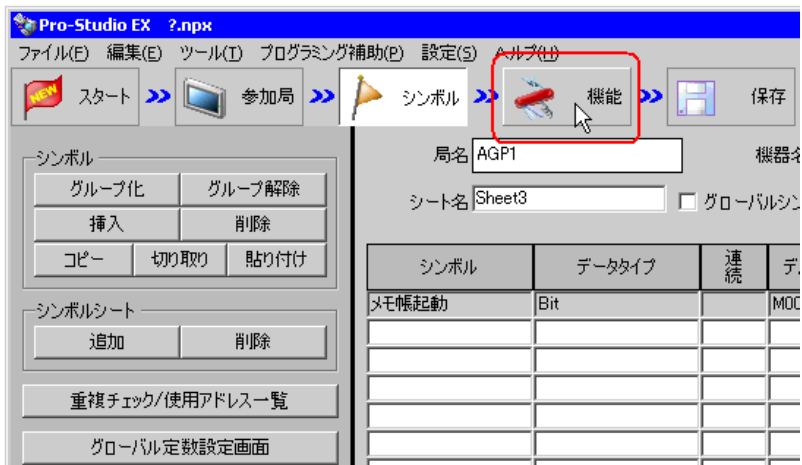 Pro-Studio EX ?.npx
ファイル(F) 編集(E) ツール(T) プログラミング補助(P) 設定(S) ヘルプ(H)
NEW スタート 参加局 シンボル 機能 保存
シンボル
グループ化 グループ解除
挿入 削除
コピー 切り取り 貼り付け
シンボルシート
追加 削除
重複チェック/使用アドレス一覧
グローバル定数設定画面
局名 AGP1 機器名
シート名 Sheet3 グローバルシン
シンボル データタイプ 連続 デ
メモ帳起動 Bit M00